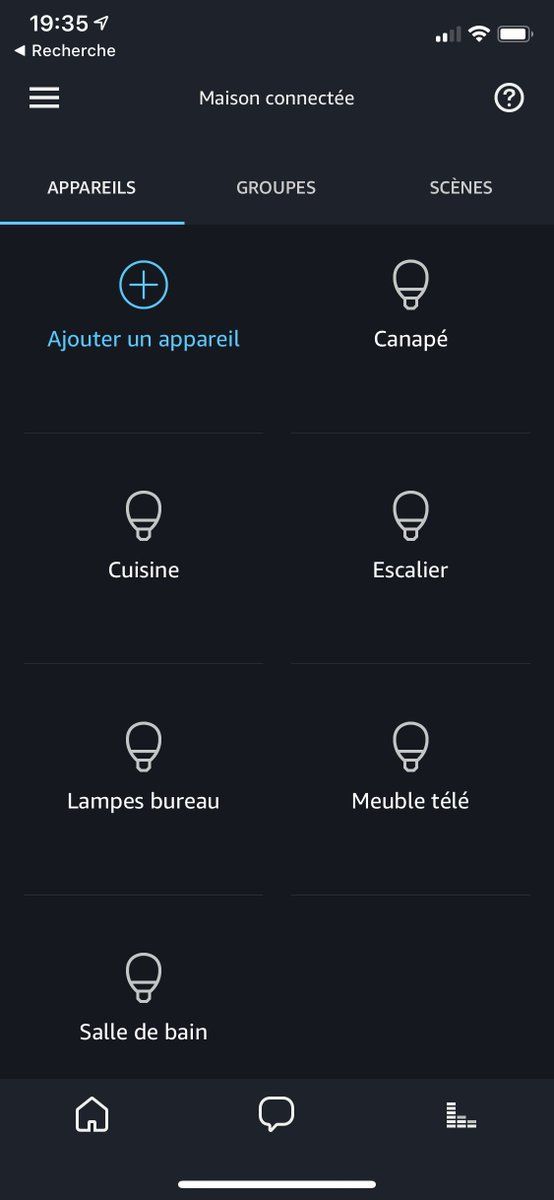 19:35
◀ Recherche
Maison connectée
APPAREILS GROUPES SCÈNES
Ajouter un appareil Canapé
Cuisine Escalier
Lampes bureau Meuble télé
Salle de bain